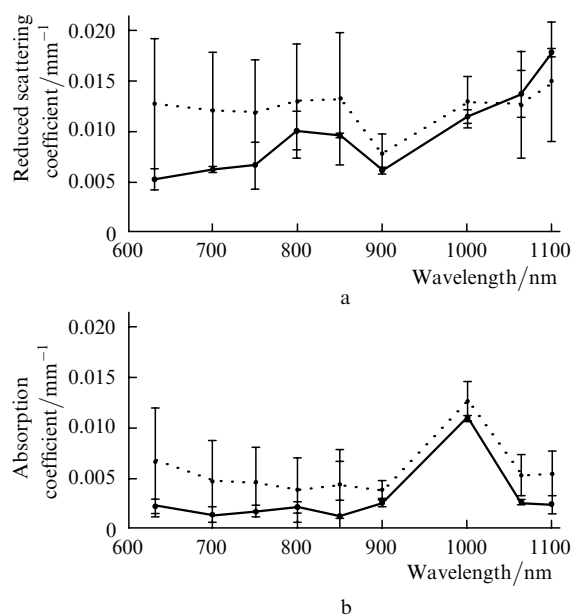 Reduced scattering
coefficient/mm⁻¹
0.020
0.015
0.010
0.005
0
600 700 800 900 1000 1100
Wavelength/nm
a
Absorption
coefficient/mm⁻¹
0.020
0.015
0.010
0.005
0
600 700 800 900 1000 1100
Wavelength/nm
b